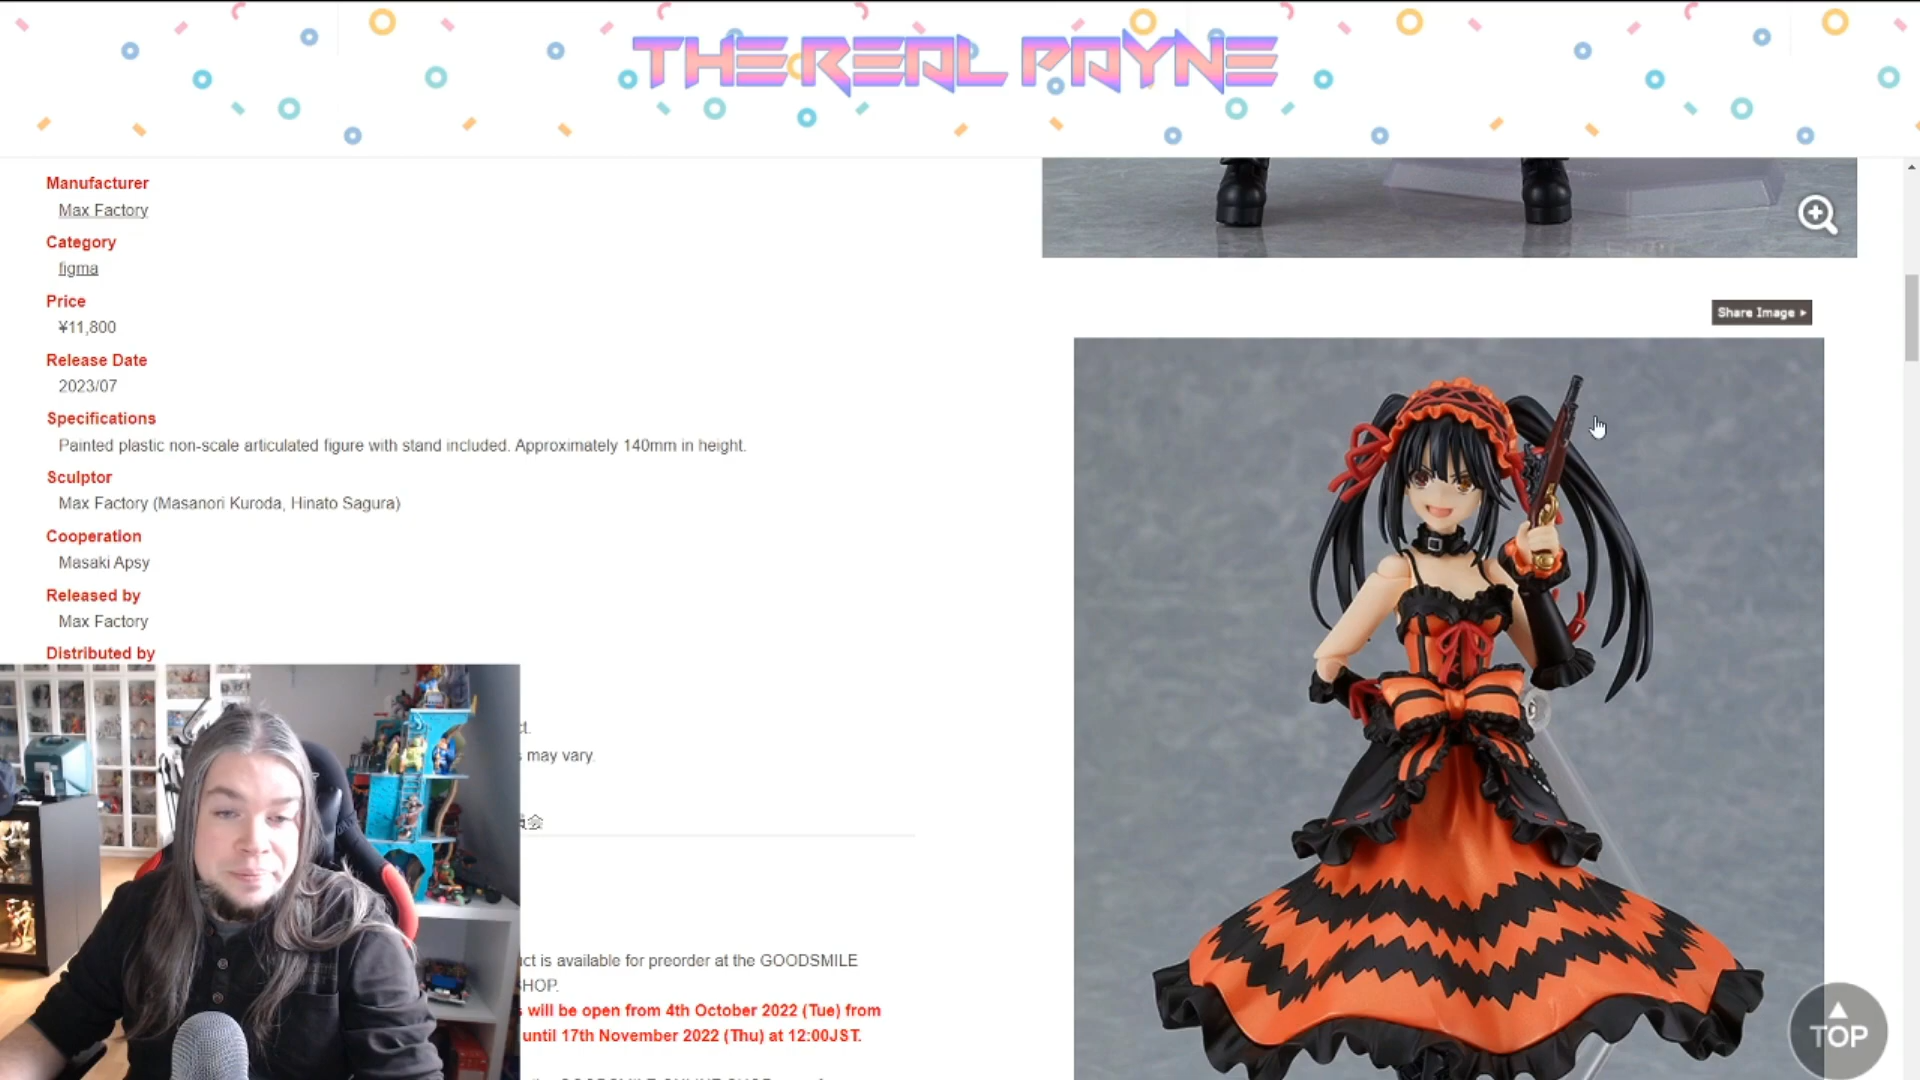 THE REAL PAYNE
Manufacturer
Max Factory
Category
figma
Price
¥11,800
Release Date
2023/07
Specifications
Painted plastic non-scale articulated figure with stand included. Approximately 140mm in height.
Sculptor
Max Factory (Masanori Kuroda, Hinato Sagura)
Cooperation
Masaki Apsy
Released by
Max Factory
Distributed by
may vary.
会
is available for preorder at the GOODSMILE
HOP.
will be open from 4th October 2022 (Tue) from
until 17th November 2022 (Thu) at 12:00JST.
Share Image
TOP